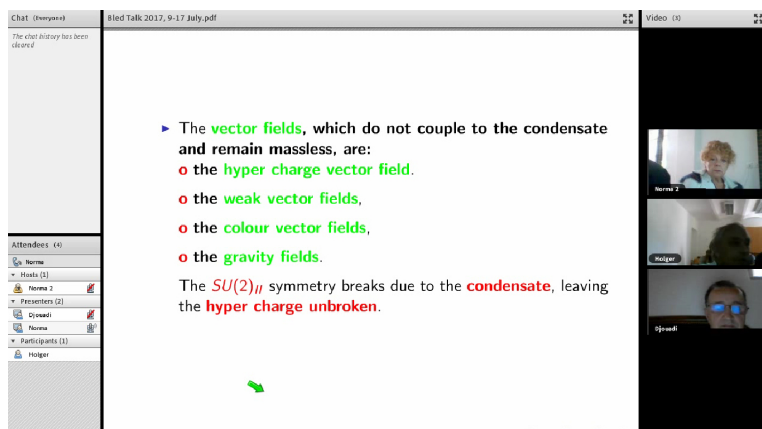 Chat (Everyone)
The chat history has been
cleared
Attendees (4)
Norma
Hosts (1)
Norma 2
Presenters (2)
Djouadi
Norma
Participants (1)
Holger
Bled Talk 2017, 9-17 July.pdf
The vector fields, which do not couple to the condensate
and remain massless, are:
o the hyper charge vector field.
o the weak vector fields,
o the colour vector fields,
o the gravity fields.
The SU(2)II symmetry breaks due to the condensate, leaving
the hyper charge unbroken.
Video (3)
Norma 2
Holger
Djouadi